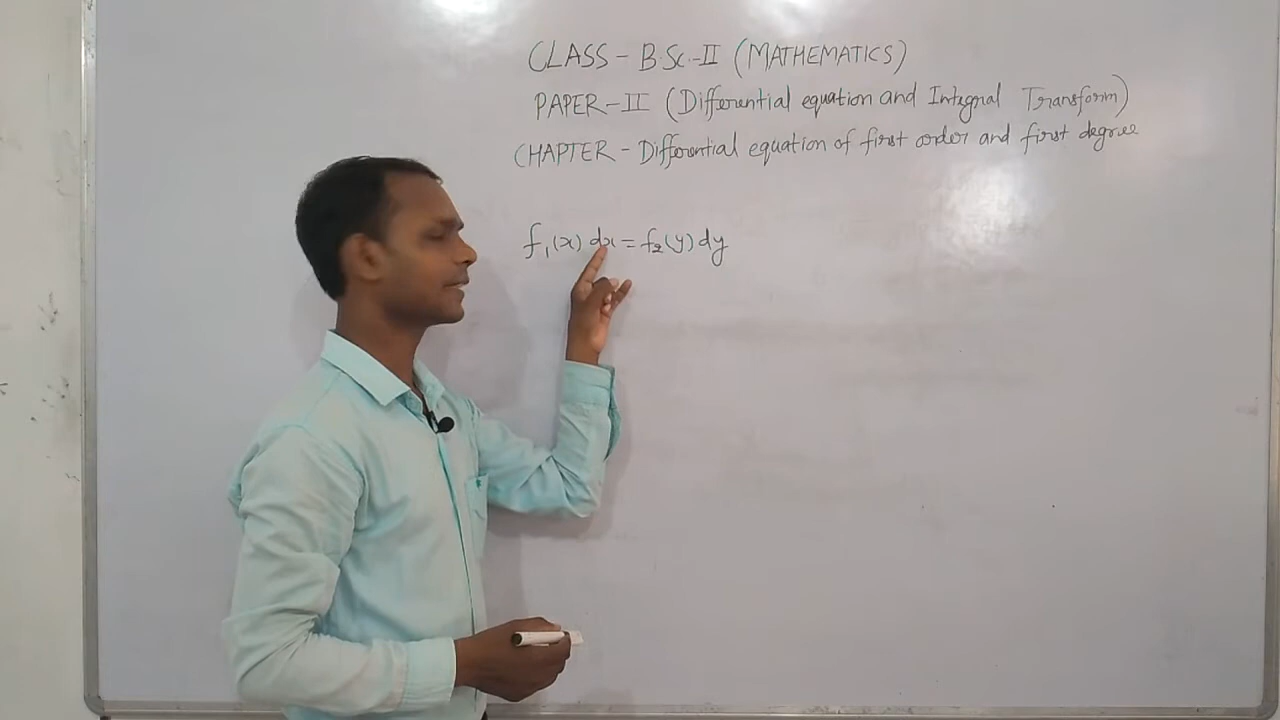 CLASS - B.Sc.-II (MATHEMATICS)
PAPER-II (Differential equation and Integral Transform)
CHAPTER - Differential equation of first order and first degree
f₁(x) dx = f₂(y) dy